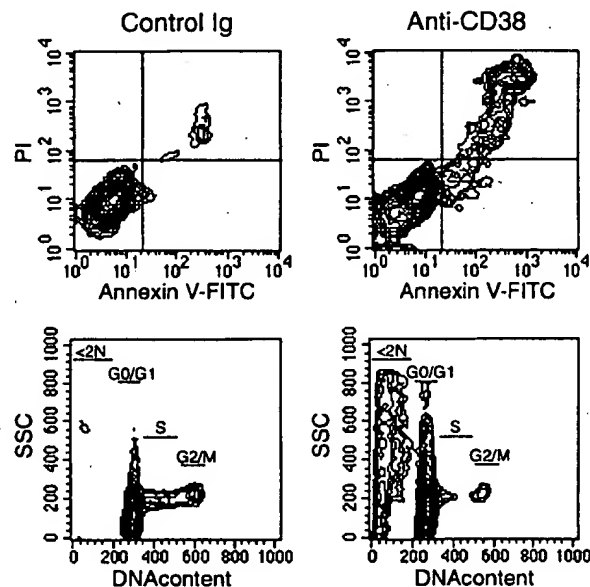 Control Ig
Anti-CD38
PI
10^4
10^3
10^2
10^1
10^0
10^0 10^1 10^2 10^3 10^4
Annexin V-FITC
PI
10^4
10^3
10^2
10^1
10^0
10^0 10^1 10^2 10^3 10^4
Annexin V-FITC
SSC
1000
800
600
400
200
0
<2N
G0/G1
S
G2/M
0 200 400 600 800 1000
DNAcontent
SSC
1000
800
600
400
200
0
<2N
G0/G1
S
G2/M
0 200 400 600 800 1000
DNAcontent